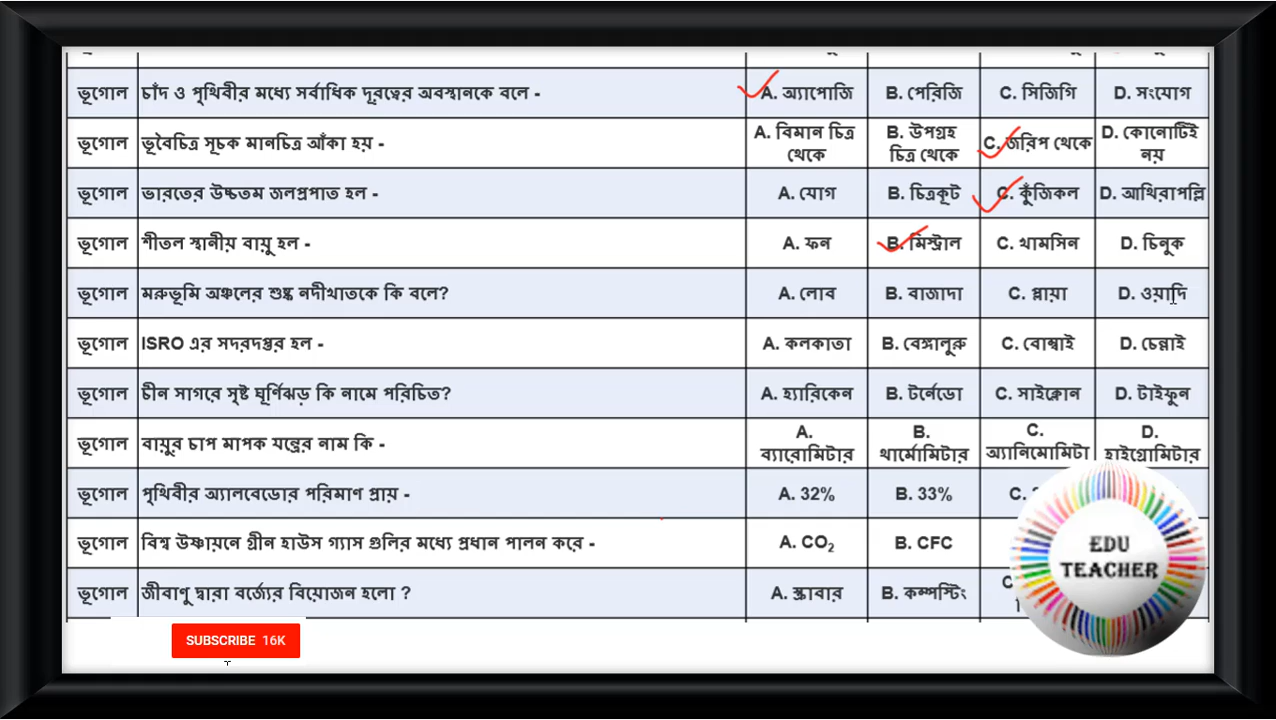 ভূগোল চাঁদ ও পৃথিবীর মধ্যে সর্বাধিক দূরত্বের অবস্থানকে বলে - A. অ্যাপোজি B. পেরিজি C. সিজিগি D. সংযোগ
ভূগোল ভূবৈচিত্র সূচক মানচিত্র আঁকা হয় - A. বিমান চিত্র থেকে B. উপগ্রহ চিত্র থেকে C. জরিপ থেকে D. কোনোটিই নয়
ভূগোল ভারতের উচ্চতম জলপ্রপাত হল - A. যোগ B. চিত্রকূট C. কুঁজিকল D. আথিরাপল্লি
ভূগোল শীতল স্থানীয় বায়ু হল - A. ফন B. মিস্ট্রাল C. থামসিন D. চিনুক
ভূগোল মরুভূমি অঞ্চলের শুষ্ক নদীখাতকে কি বলে? A. লোব B. বাজাদা C. প্লায়া D. ওয়াদি
ভূগোল ISRO এর সদরদপ্তর হল - A. কলকাতা B. বেঙ্গালুরু C. বোম্বাই D. চেন্নাই
ভূগোল চীন সাগরে সৃষ্ট ঘূর্ণিঝড় কি নামে পরিচিত? A. হ্যারিকেন B. টর্নেডো C. সাইক্লোন D. টাইফুন
ভূগোল বায়ুর চাপ মাপক যন্ত্রের নাম কি - A. ব্যারোমিটার B. থার্মোমিটার C. অ্যানিমোমিটা D. হাইগ্রোমিটার
ভূগোল পৃথিবীর অ্যালবেডোর পরিমাণ প্রায় - A. 32% B. 33% C.
ভূগোল বিশ্ব উষ্ণায়নে গ্রীন হাউস গ্যাস গুলির মধ্যে প্রধান পালন করে - A. CO₂ B. CFC
ভূগোল জীবাণু দ্বারা বর্জ্যের বিয়োজন হলো ? A. স্ক্রাবার B. কম্পস্টিং C
EDU
TEACHER
SUBSCRIBE 16K